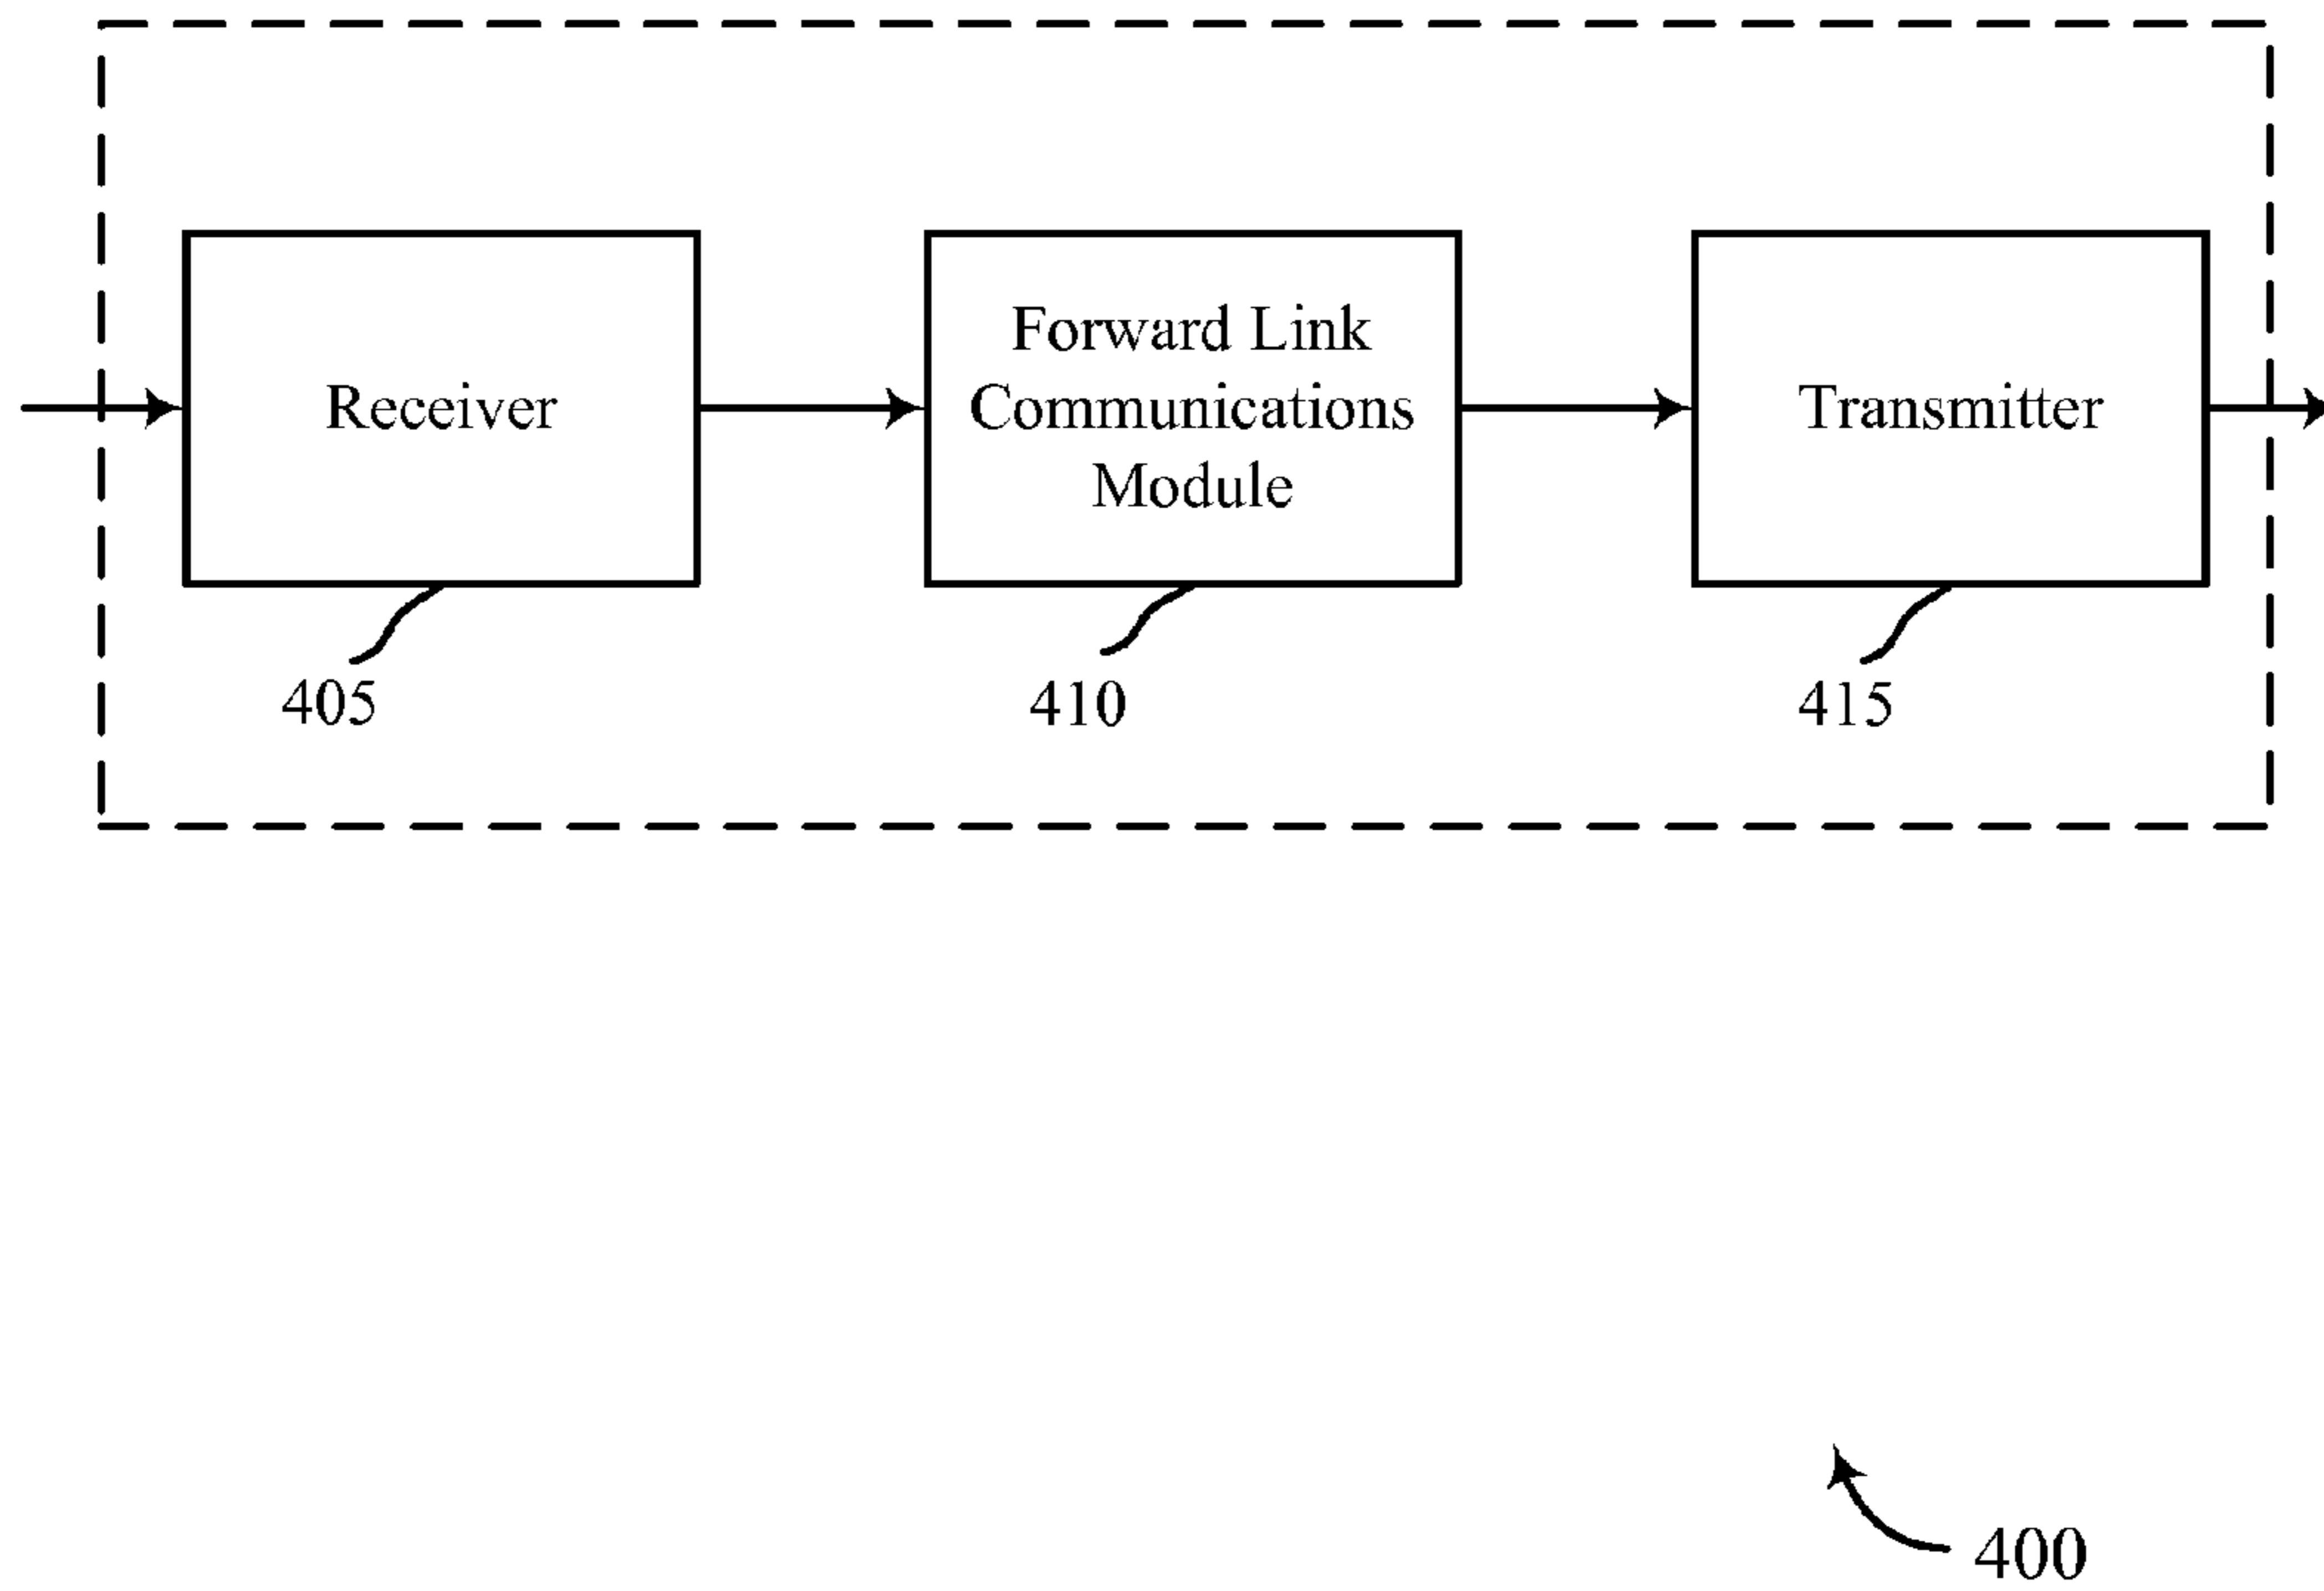 Receiver
Forward Link
Communications
Module
Transmitter
405
410
415
400